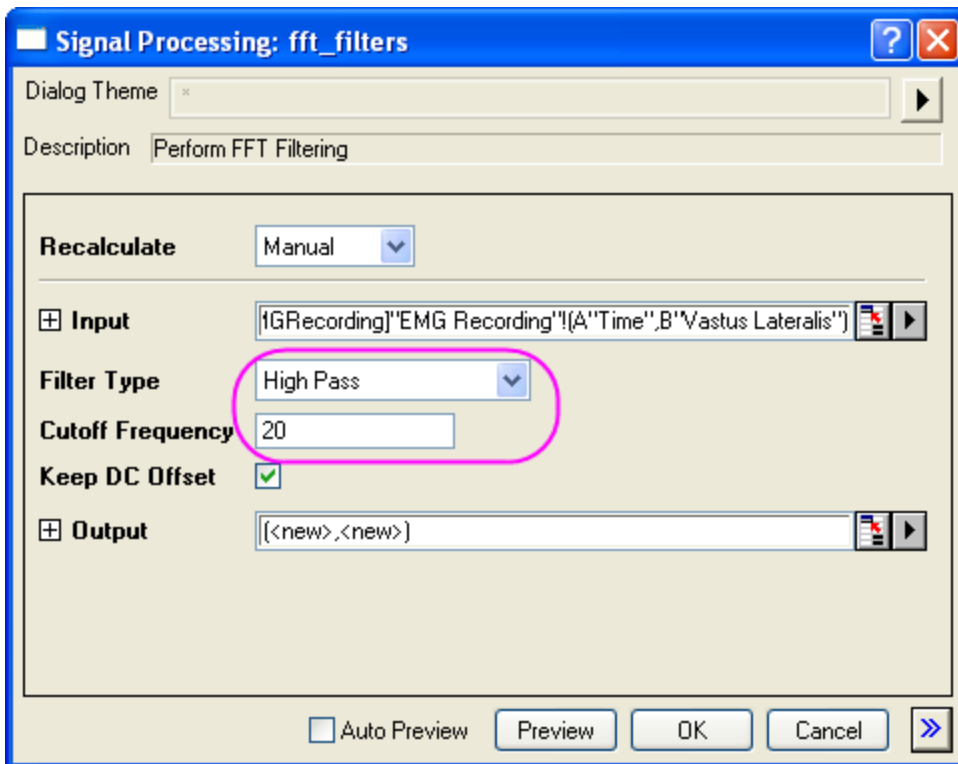 Signal Processing: fft_filters
Dialog Theme *
Description Perform FFT Filtering
Recalculate Manual
Input GRecording]"EMG Recording"!(A"Time",B"Vastus Lateralis")
Filter Type High Pass
Cutoff Frequency 20
Keep DC Offset
Output (<new>,<new>)
Auto Preview Preview OK Cancel